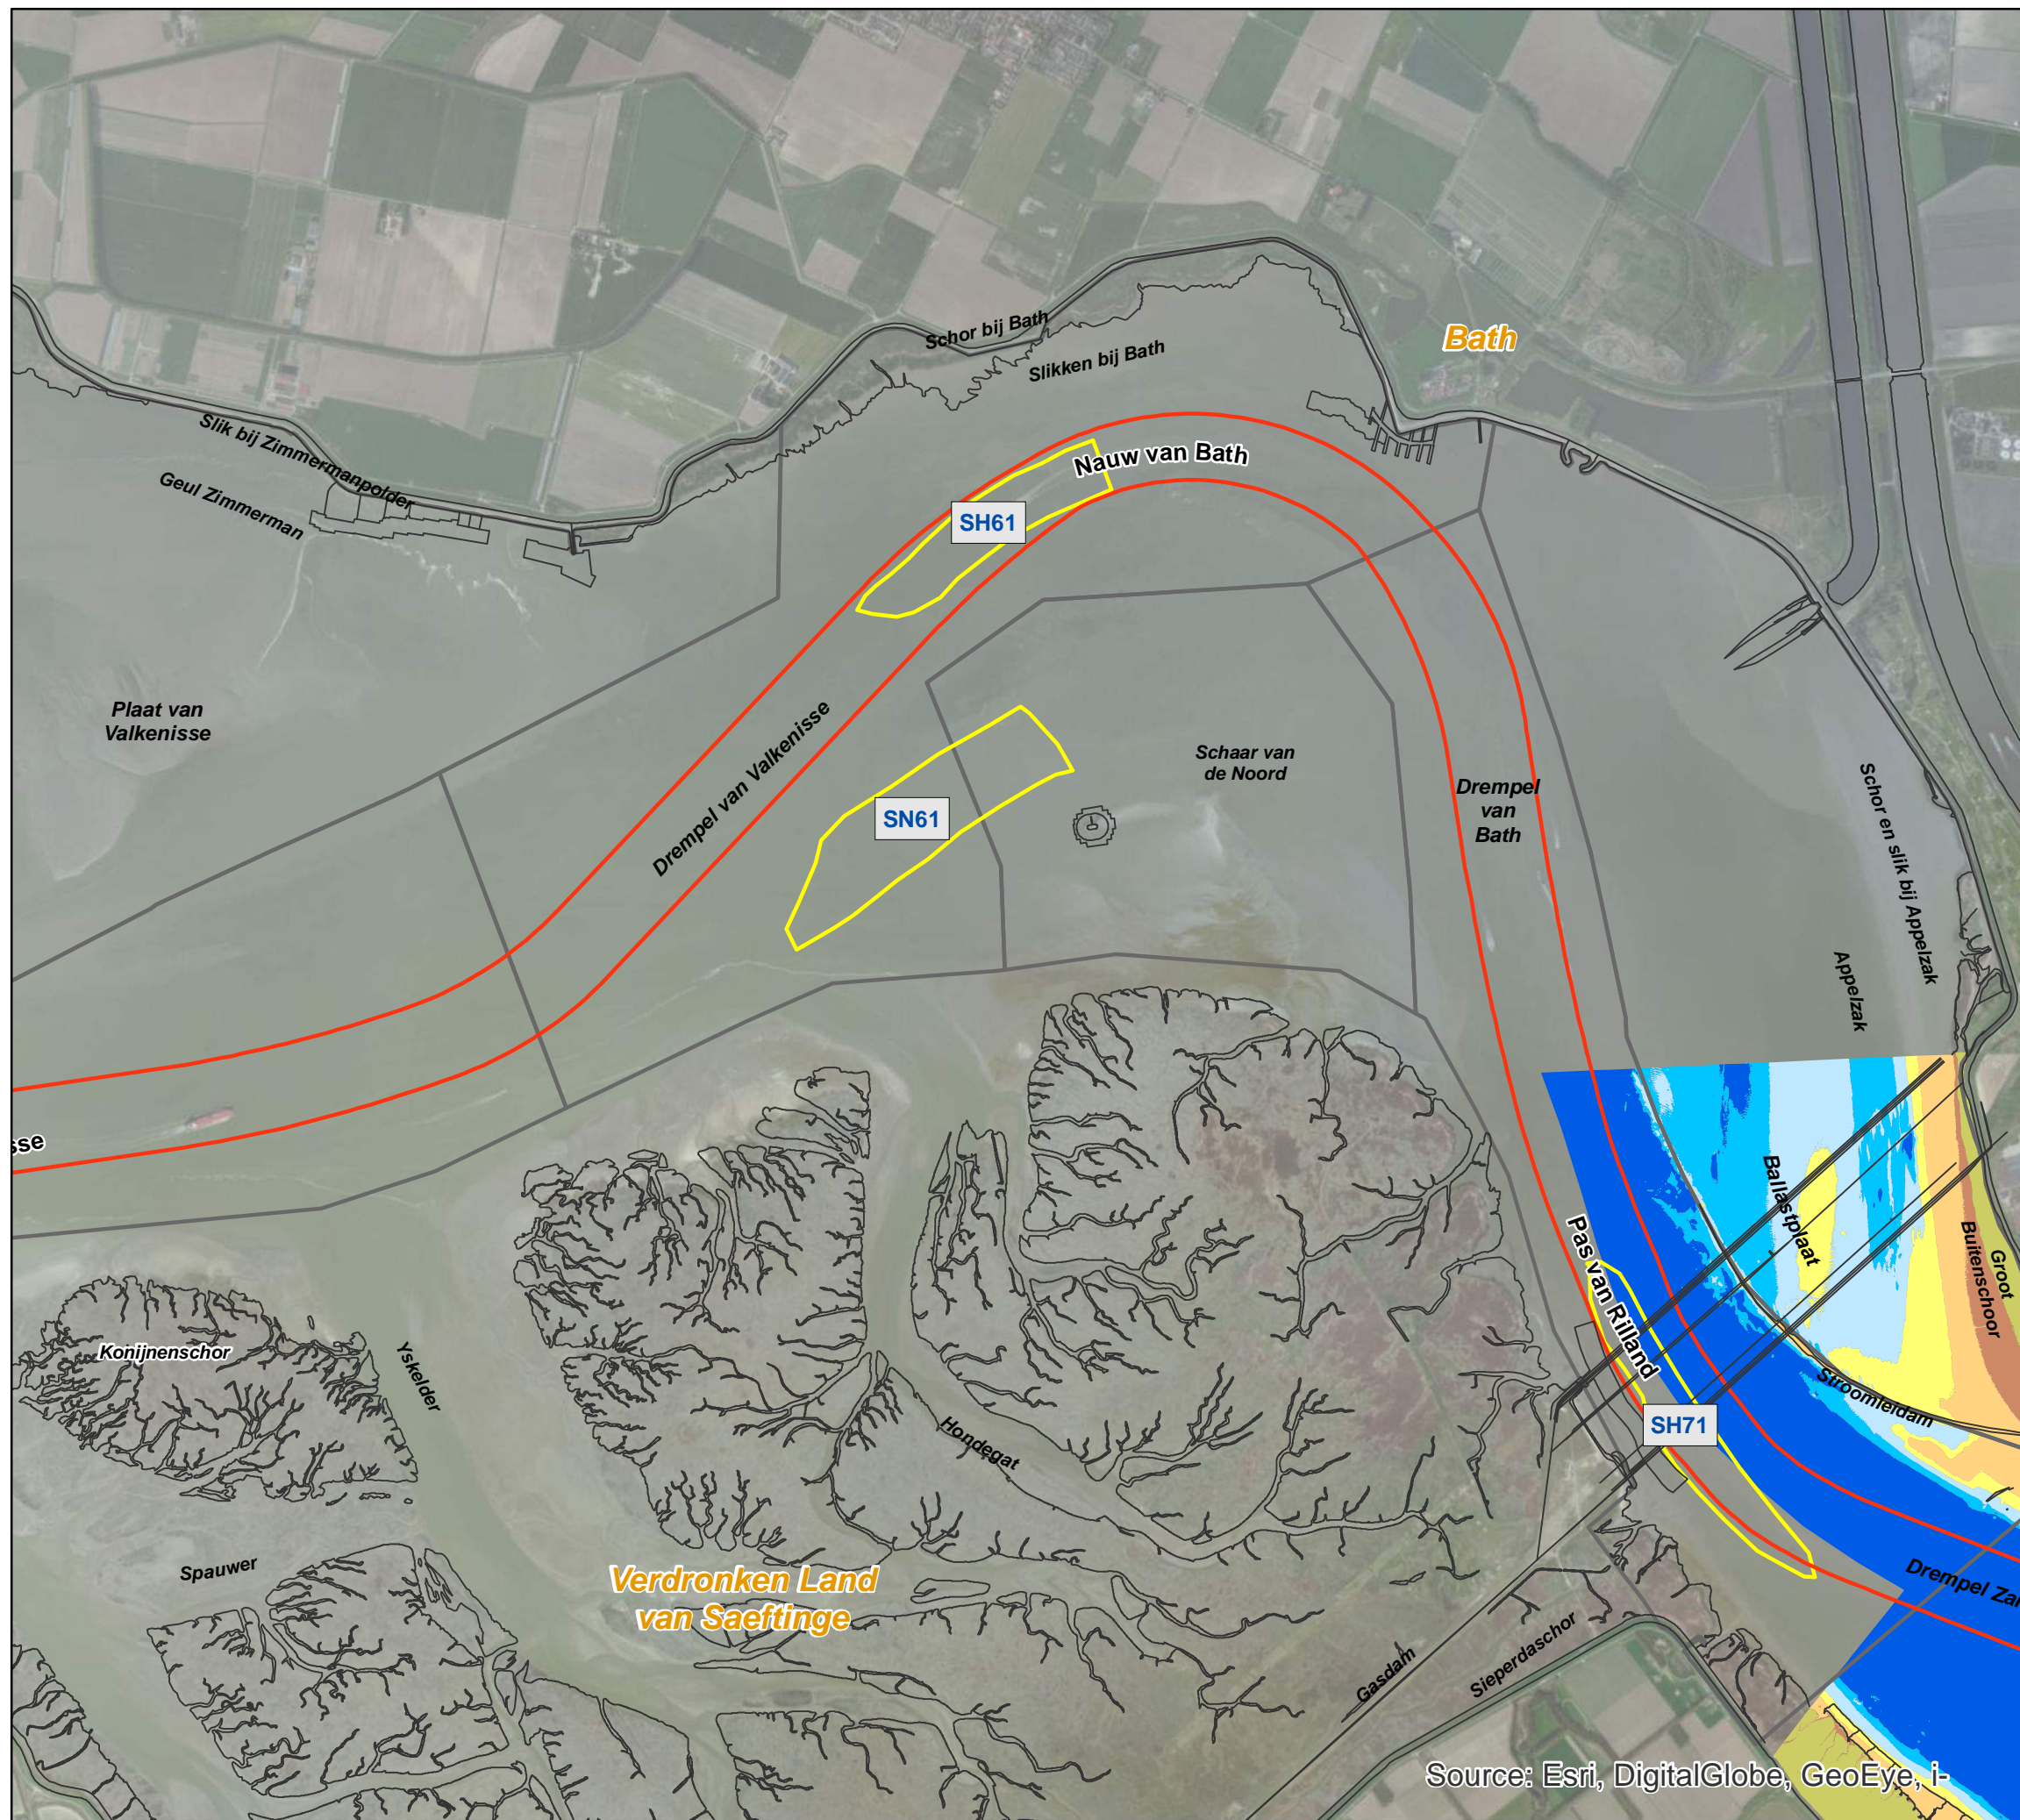 Bath
Schor bij Bath
Slikken bij Bath
Slik bij Zimmermanpolder
Geul Zimmerman
Nauw van Bath
SH61
Plaat van
Valkenisse
Drempel van Valkenisse
Schaar van
de Noord
SN61
Drempel
van
Bath
Schor en slik bij Appelzak
Appelzak
sse
Ballastplaat
Groot
Buitenschoor
Pas van Rilland
Konijnenschor
Yskelder
Stroomleidam
SH71
Hondegat
Spauwer
Verdronken Land
van Saeftinge
Drempel Za
Gasdam
Sieperdaschor
Source: Esri, DigitalGlobe, GeoEye, i-